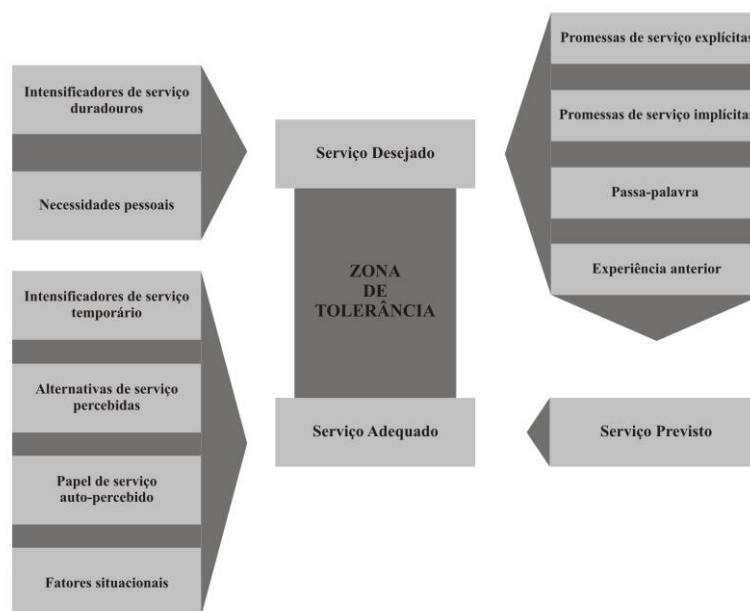 Intensificadores de serviço
duradouros
Necessidades pessoais
Intensificadores de serviço
temporário
Alternativas de serviço
percebidas
Papel de serviço
auto-percebido
Fatores situacionais
Serviço Desejado
ZONA
DE
TOLERÂNCIA
Serviço Adequado
Promessas de serviço explícitas
Promessas de serviço implícitas
Passa-palavra
Experiência anterior
Serviço Previsto